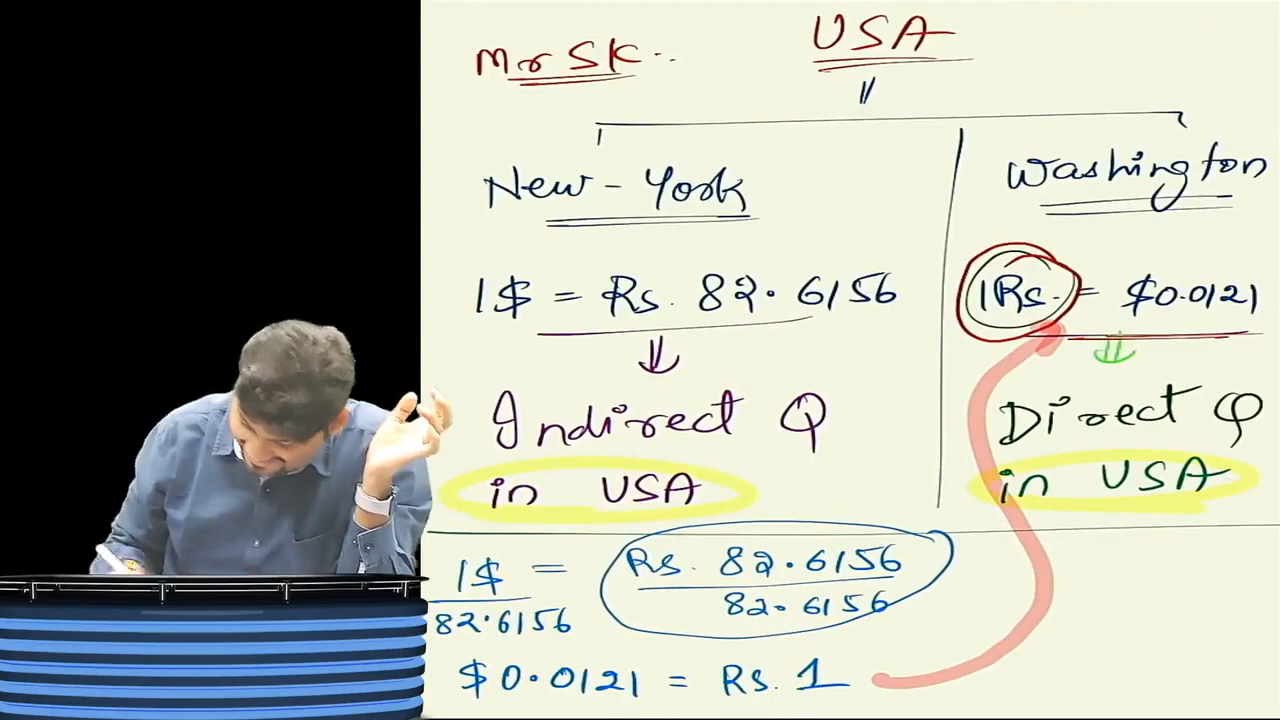 Mr SK..
USA
New-York
Washington
1$ = Rs. 82.6156
1Rs. = $0.0121
Indirect Q
in USA
Direct Q
in USA
1$ = Rs. 82.6156
82.6156 82.6156
$0.0121 = Rs. 1